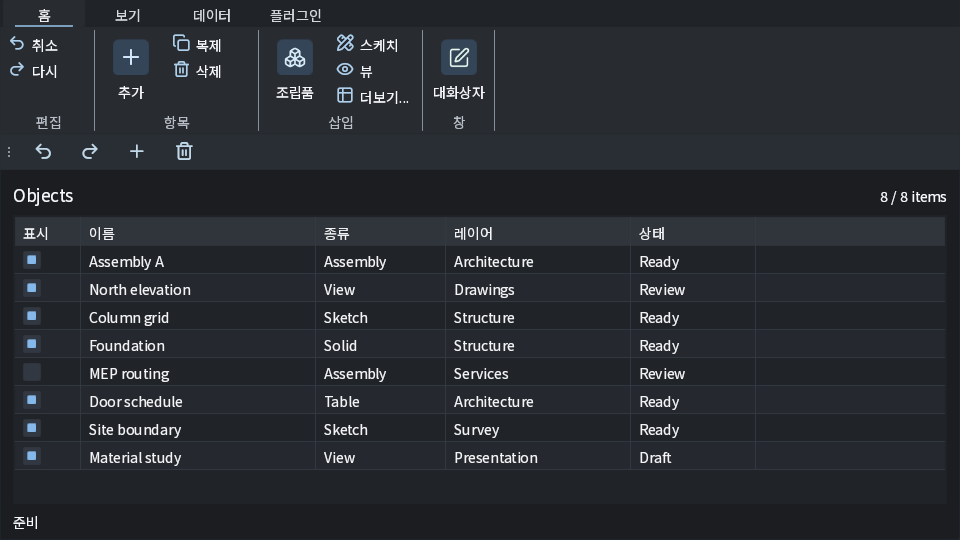 홈 보기 데이터 플러그인
취소 복제 스케치
다시 삭제 뷰
추가 조립품 더보기... 대화상자
편집 항목 삽입 창
Objects 8 / 8 items
표시 이름 종류 레이어 상태
Assembly A Assembly Architecture Ready
North elevation View Drawings Review
Column grid Sketch Structure Ready
Foundation Solid Structure Ready
MEP routing Assembly Services Review
Door schedule Table Architecture Ready
Site boundary Sketch Survey Ready
Material study View Presentation Draft
준비